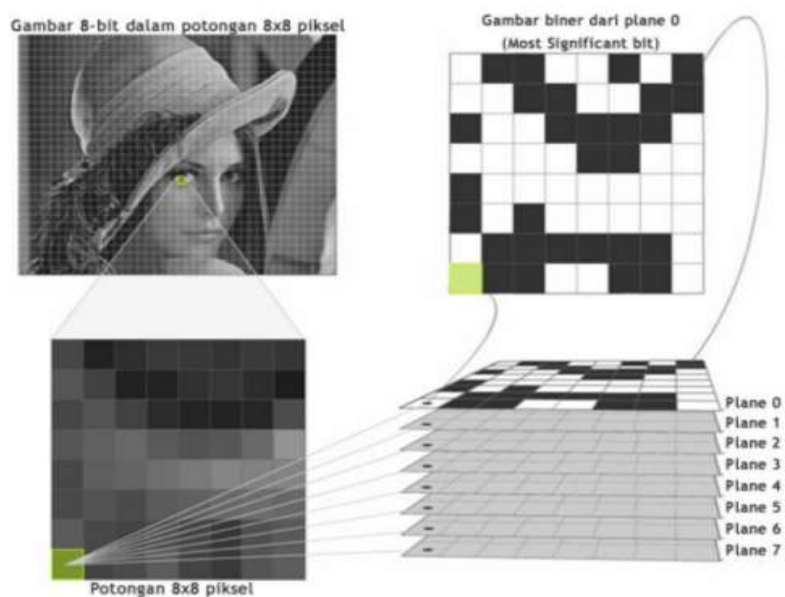 Gambar 8-bit dalam potongan 8x8 piksel
Gambar biner dari plane 0
(Most Significant bit)
Plane 0
Plane 1
Plane 2
Plane 3
Plane 4
Plane 5
Plane 6
Plane 7
Potongan 8x8 piksel